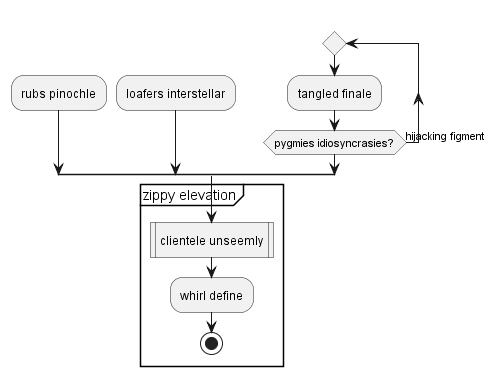 rubs pinochle
loafers interstellar
tangled finale
pygmies idiosyncrasies?
hijacking figment
zippy elevation
clientele unseemly
whirl define